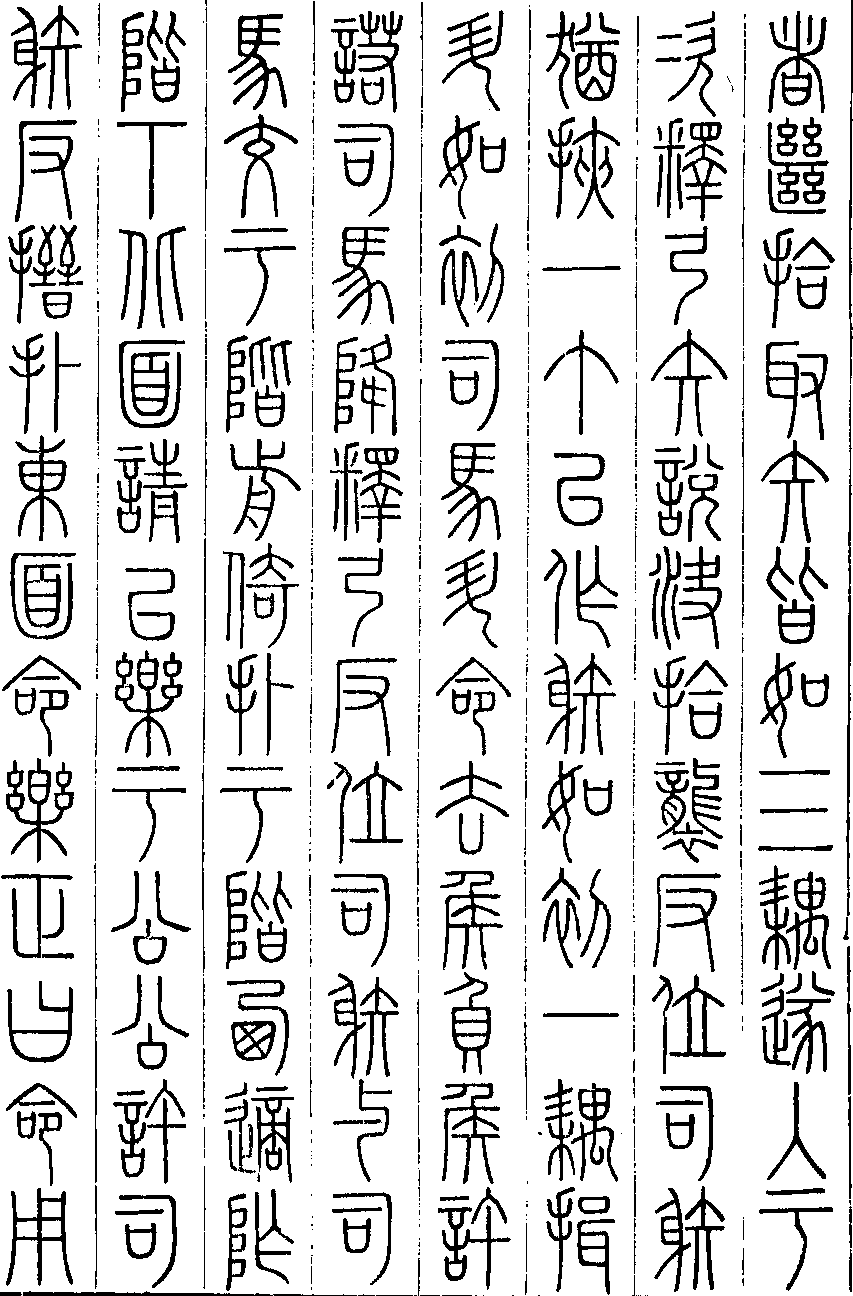 者繼拾取矢皆如三耦遂入于
次釋弓矢說決拾襲反位司射
猶挾一个以作射如初一耦揖
升如初司馬升命去侯負侯許
諾司馬降釋弓反位司射與司
馬交于階前倚扑于階西適阼
階下北面請以樂于公公許司
射反搢扑東面命樂正曰命用